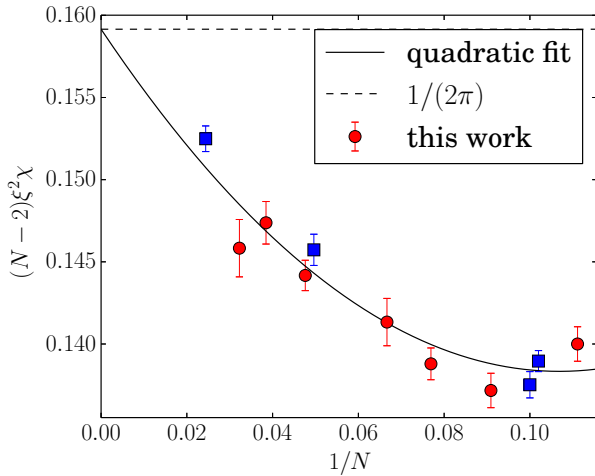 0.160
0.155
0.150
0.145
0.140
(N − 2)ξ²χ
quadratic fit
1/(2π)
this work
0.00 0.02 0.04 0.06 0.08 0.10
1/N